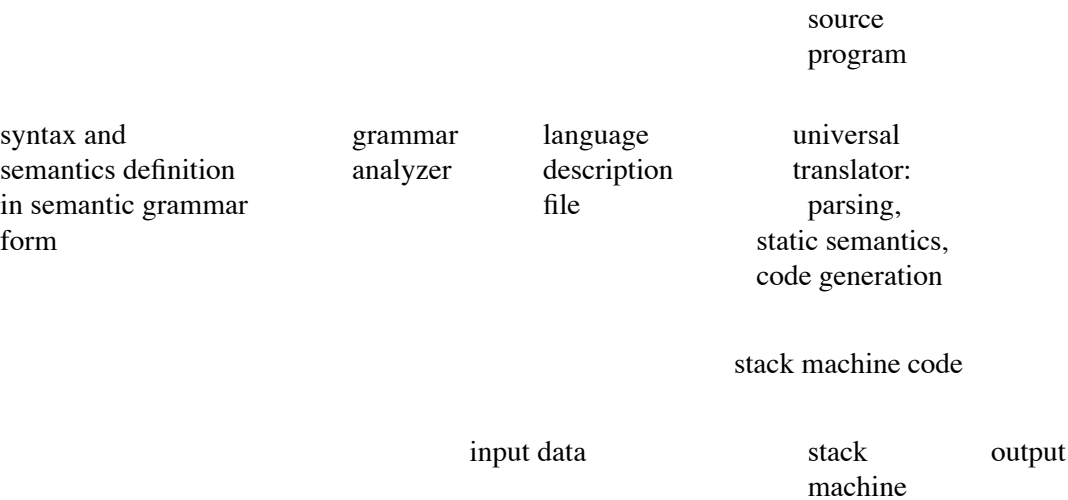 source
program
syntax and
semantics definition
in semantic grammar
form
grammar
analyzer
language
description
file
universal
translator:
parsing,
static semantics,
code generation
stack machine code
input data
stack
machine
output